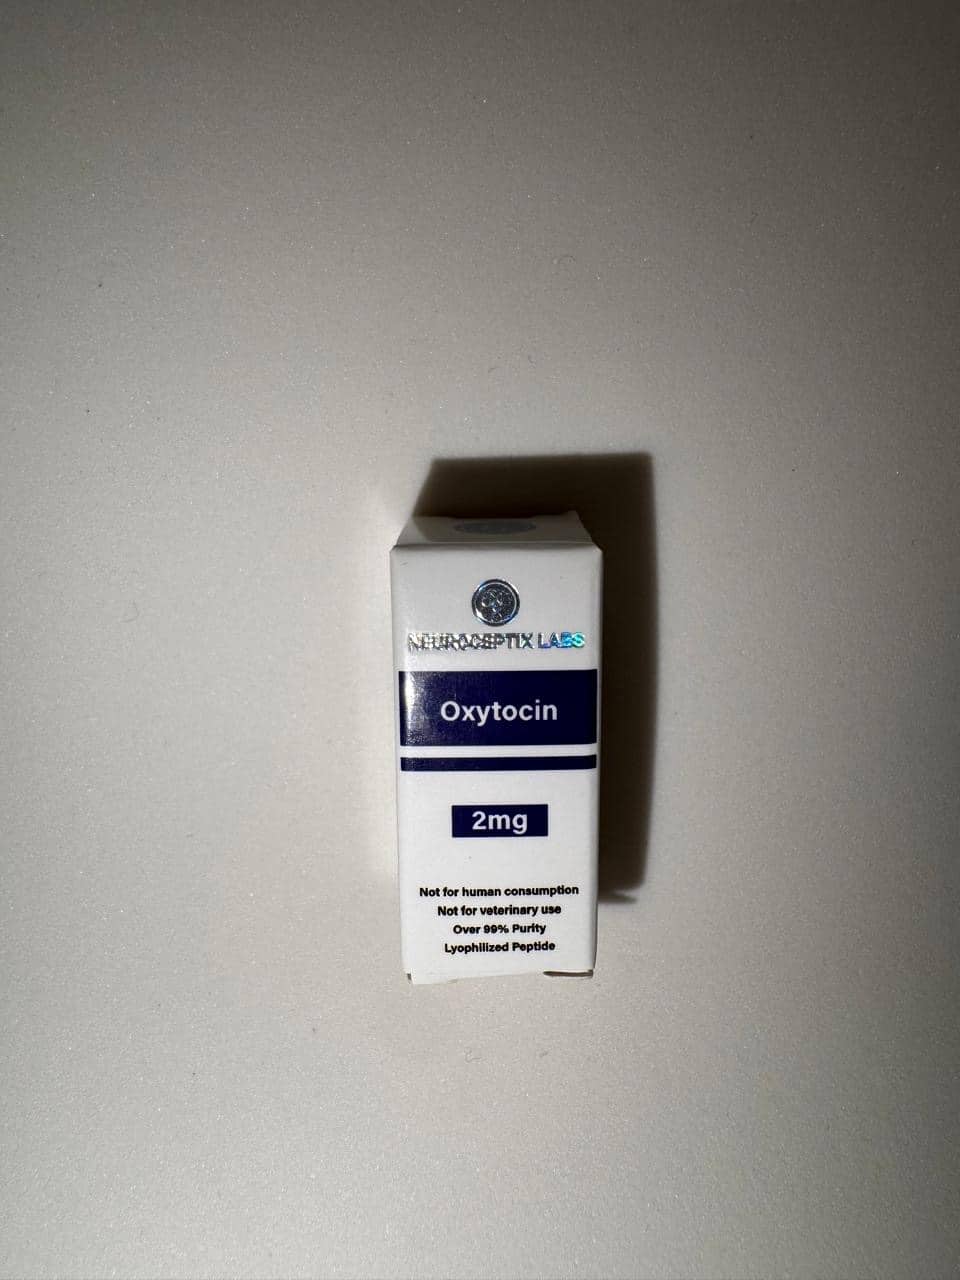 NEUROCEPTIX LABS
Oxytocin
2mg
Not for human consumption
Not for veterinary use
Over 99% Purity
Lyophilized Peptide